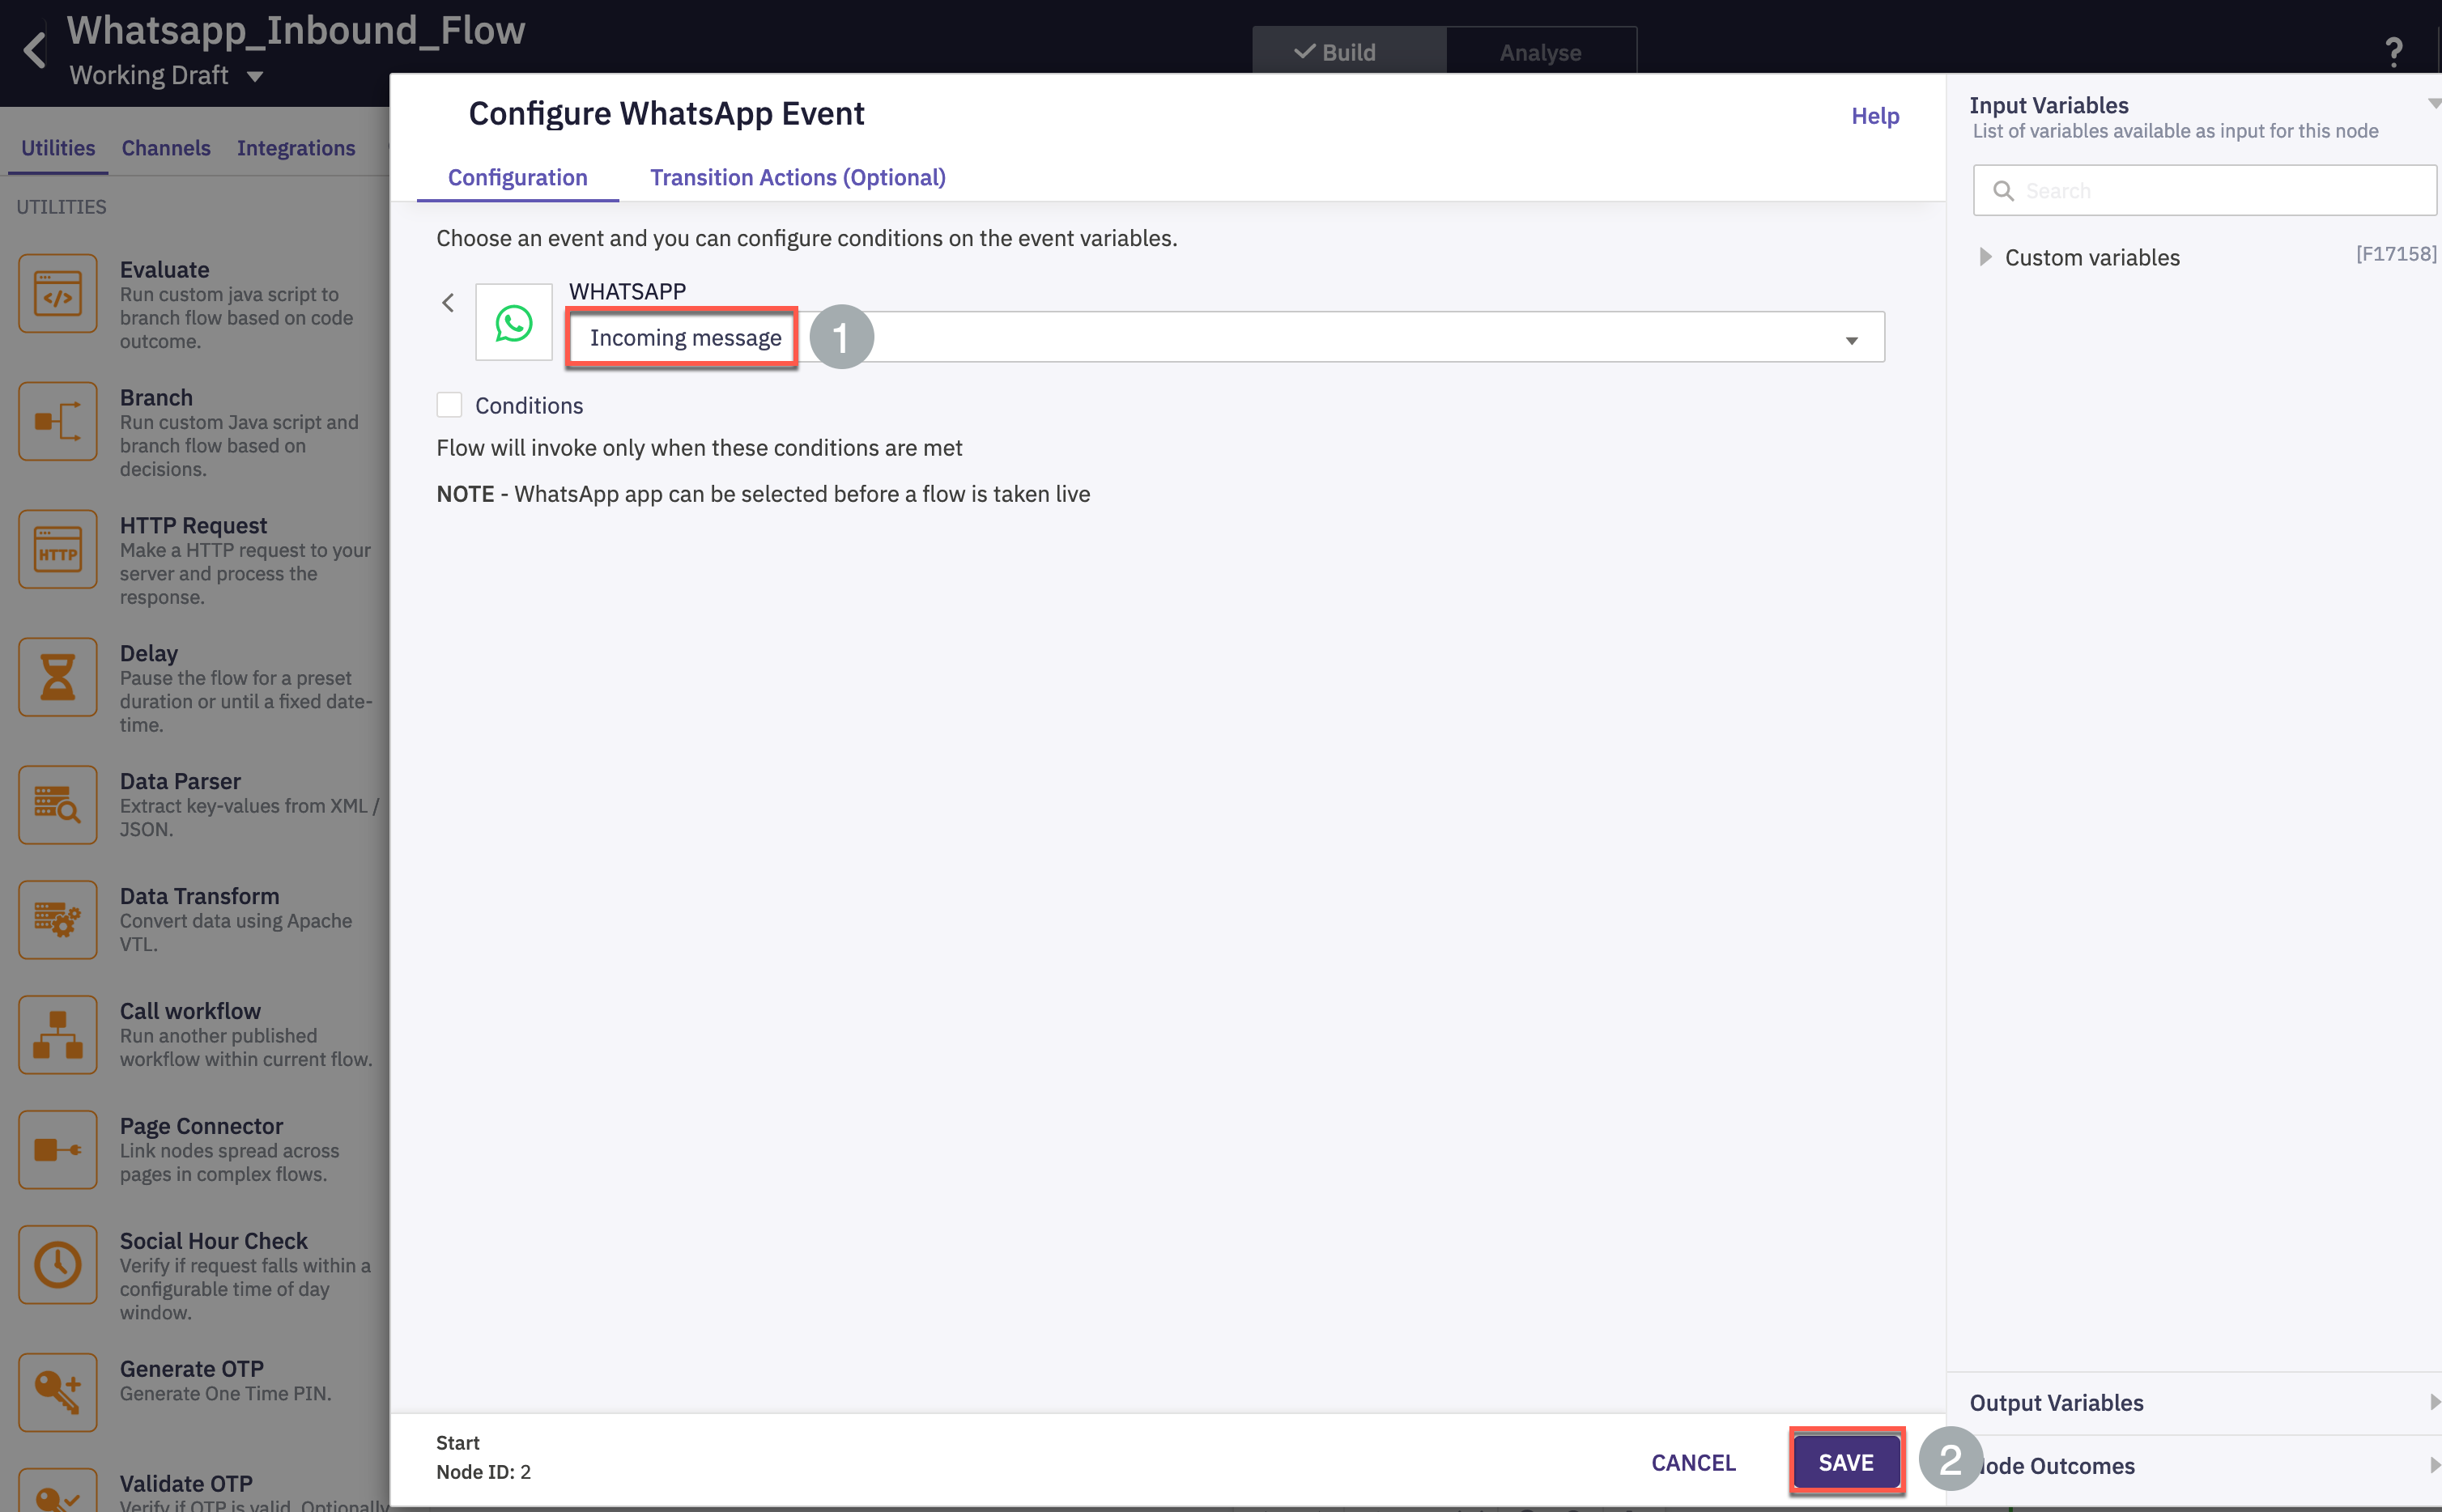 Whatsapp_Inbound_Flow
Working Draft
Build
Analyse
?
Utilities
Channels
Integrations
UTILITIES
Evaluate
Run custom java script to
branch flow based on code
outcome.
Branch
Run custom Java script and
branch flow based on
decisions.
HTTP
HTTP Request
Make a HTTP request to your
server and process the
response.
Delay
Pause the flow for a preset
duration or until a fixed date-
time.
Data Parser
Extract key-values from XML /
JSON.
Data Transform
Convert data using Apache
VTL.
Call workflow
Run another published
workflow within current flow.
Page Connector
Link nodes spread across
pages in complex flows.
Social Hour Check
Verify if request falls within a
configurable time of day
window.
Generate OTP
Generate One Time PIN.
Validate OTP
Verify if OTP is valid. Optionally
Configure WhatsApp Event
Help
Configuration
Transition Actions (Optional)
Choose an event and you can configure conditions on the event variables.
WHATSAPP
Incoming message
1
Conditions
Flow will invoke only when these conditions are met
NOTE - WhatsApp app can be selected before a flow is taken live
Start
Node ID: 2
CANCEL
SAVE
2
Input Variables
List of variables available as input for this node
Search
Custom variables
[F17158]
Output Variables
ode Outcomes